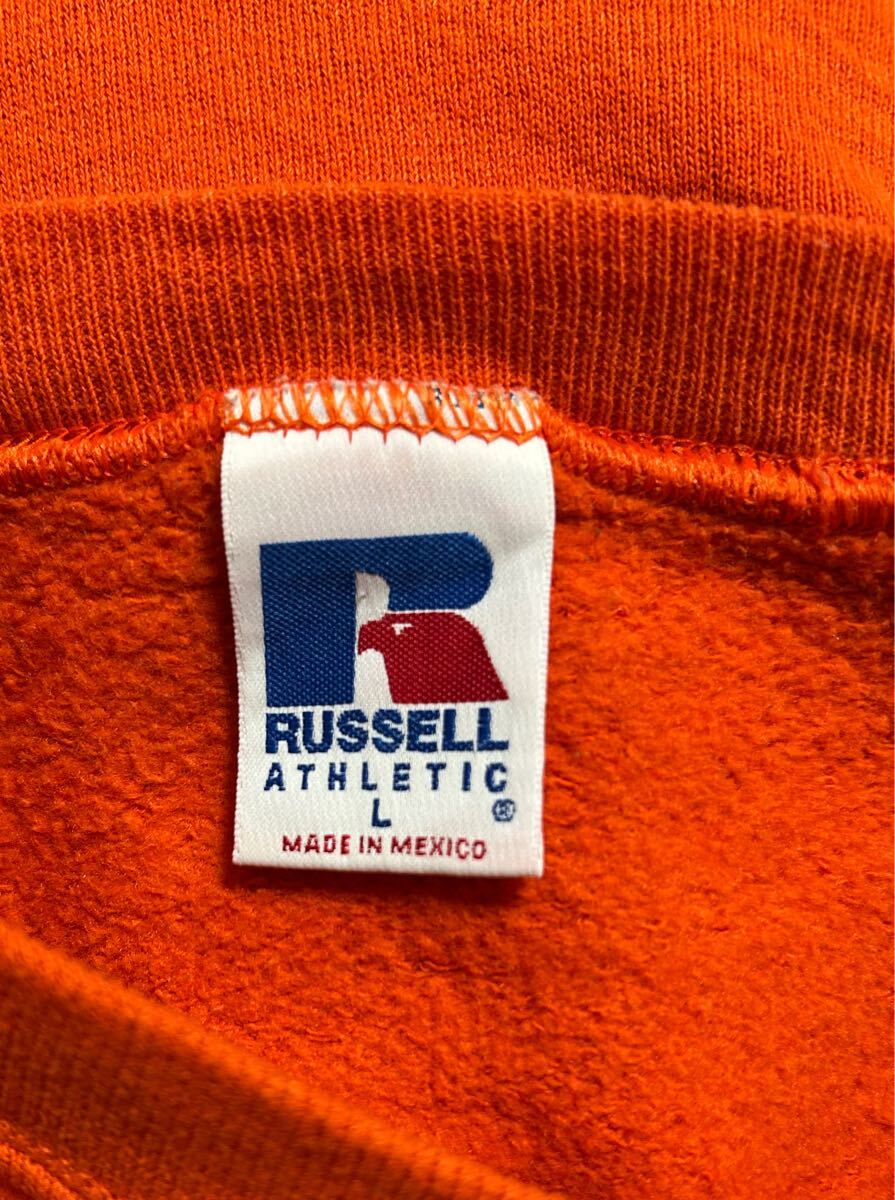 R
RUSSELL
ATHLETIC
L ®
MADE IN MEXICO